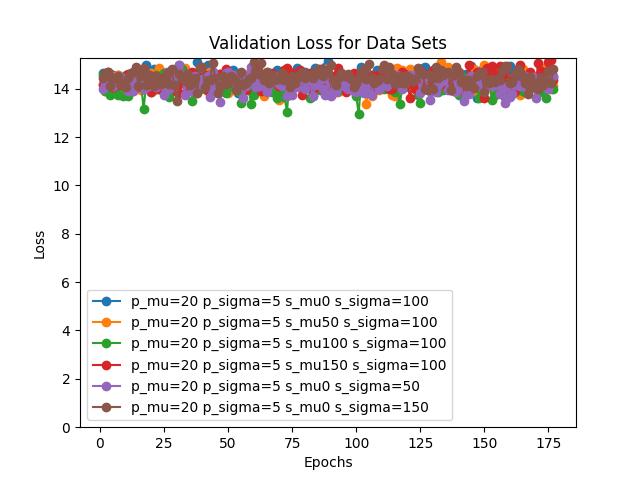 Validation Loss for Data Sets
14
12
10
8
6
4
2
0
Loss
p_mu=20 p_sigma=5 s_mu0 s_sigma=100
p_mu=20 p_sigma=5 s_mu50 s_sigma=100
p_mu=20 p_sigma=5 s_mu100 s_sigma=100
p_mu=20 p_sigma=5 s_mu150 s_sigma=100
p_mu=20 p_sigma=5 s_mu0 s_sigma=50
p_mu=20 p_sigma=5 s_mu0 s_sigma=150
0 25 50 75 100 125 150 175
Epochs